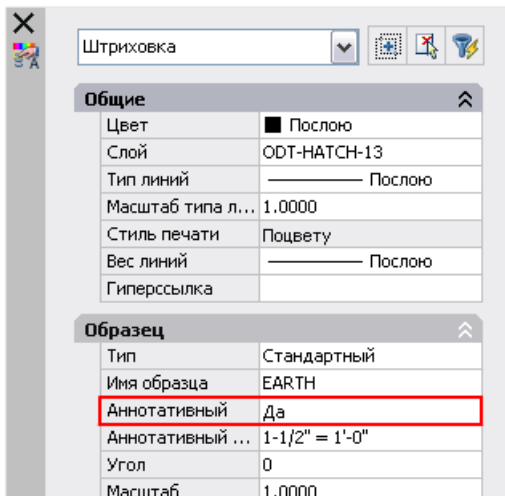 Штриховка
Общие
Цвет Послою
Слой ODT-HATCH-13
Тип линий Послою
Масштаб типа л... 1.0000
Стиль печати Поцвету
Вес линий Послою
Гиперссылка
Образец
Тип Стандартный
Имя образца EARTH
Аннотативный Да
Аннотативный ... 1-1/2" = 1'-0"
Угол 0
Масштаб 1.0000